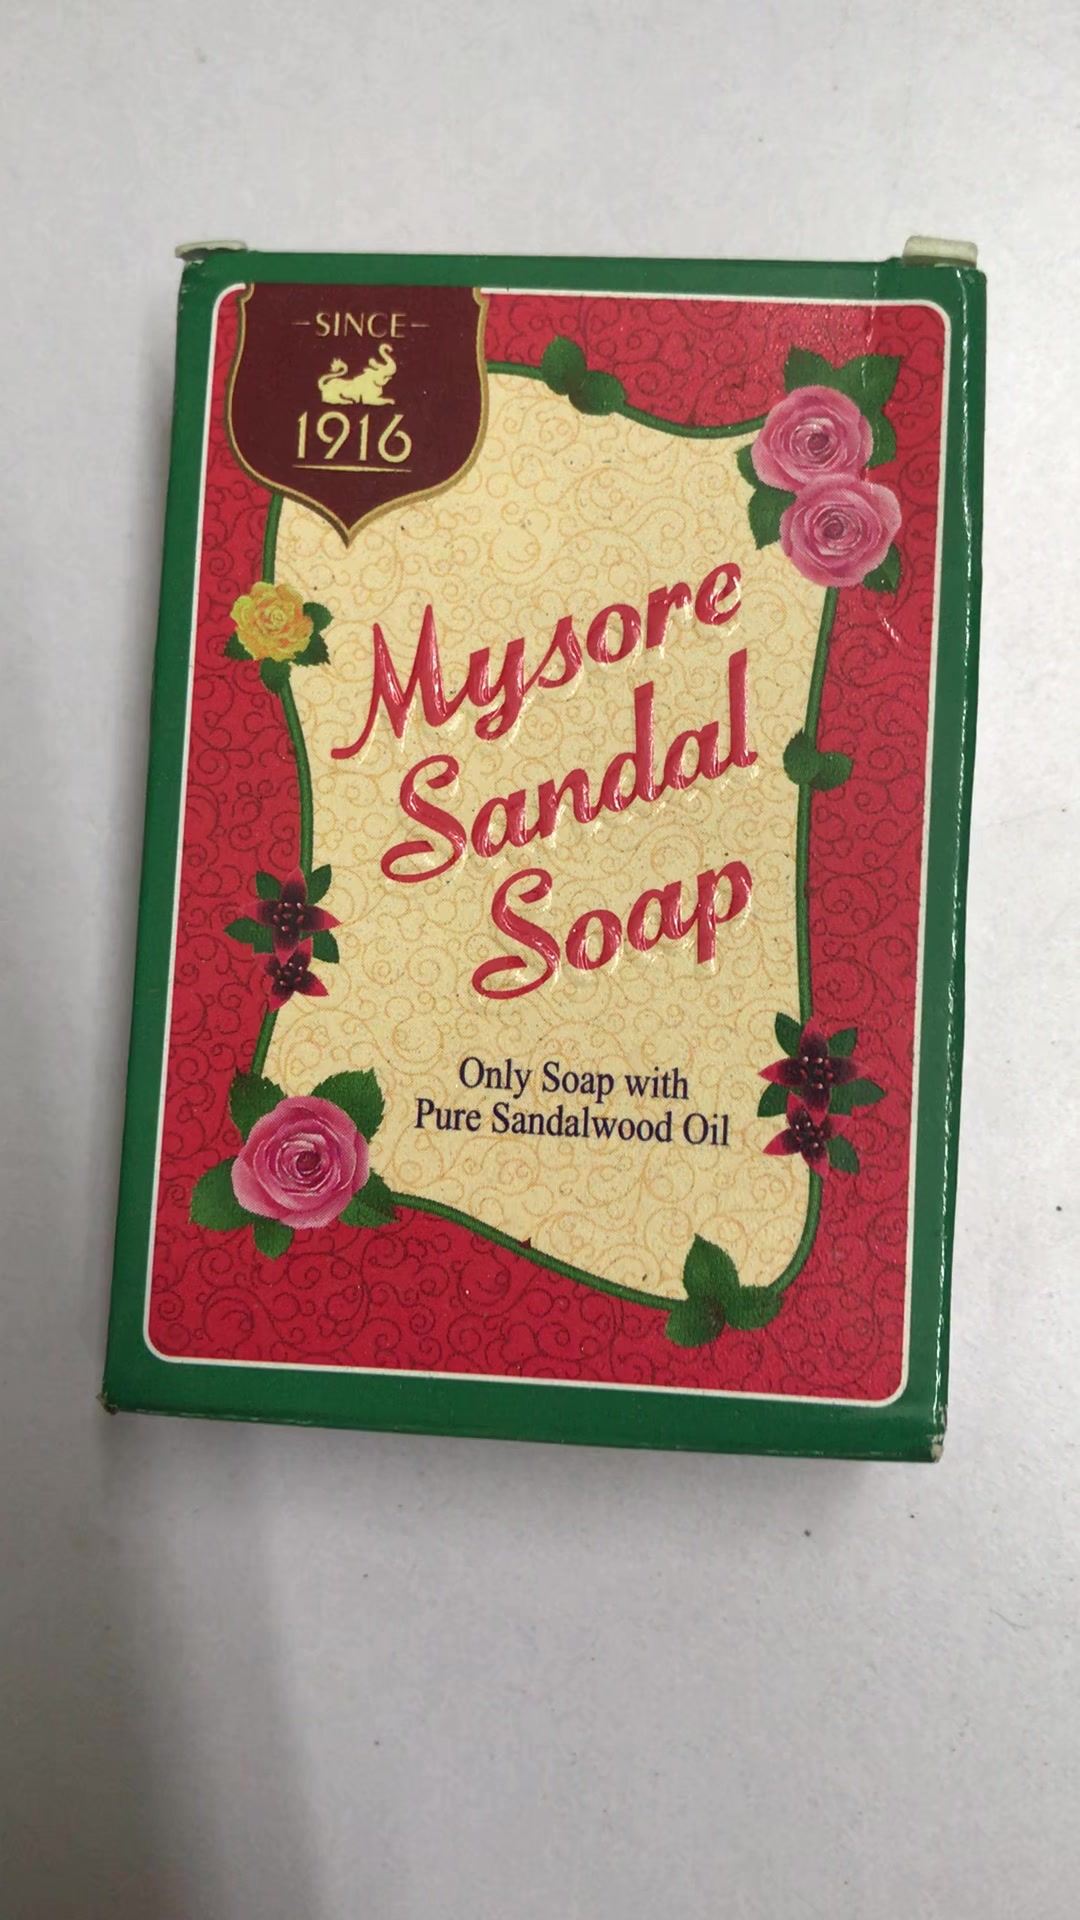 -SINCE-
1916
Mysore
Sandal
Soap
Only Soap with
Pure Sandalwood Oil